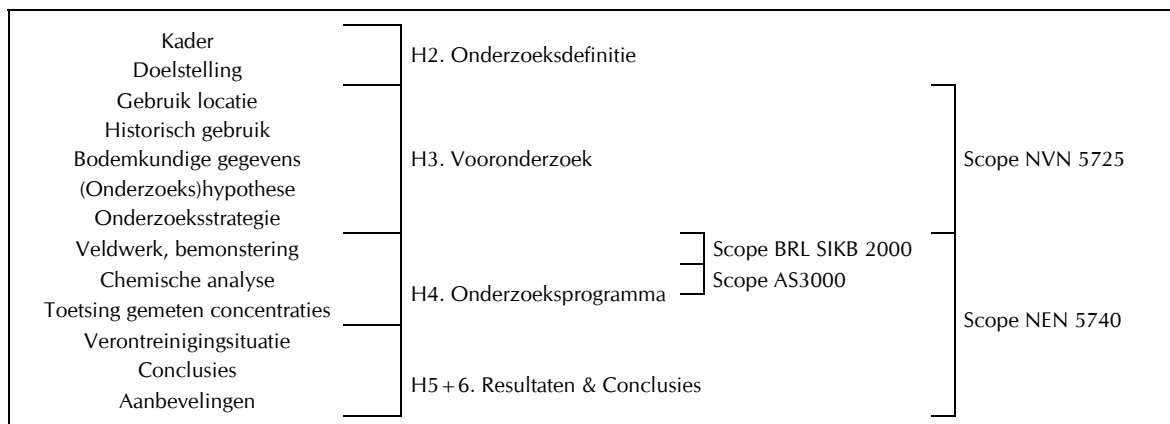 Kader
Doelstelling
H2. Onderzoeksdefinitie
Gebruik locatie
Historisch gebruik
Bodemkundige gegevens
(Onderzoeks)hypothese
Onderzoeksstrategie
H3. Vooronderzoek
Scope NVN 5725
Veldwerk, bemonstering
Chemische analyse
Toetsing gemeten concentraties
H4. Onderzoeksprogramma
Scope BRL SIKB 2000
Scope AS3000
Verontreinigingsituatie
Conclusies
Aanbevelingen
H5+6. Resultaten & Conclusies
Scope NEN 5740